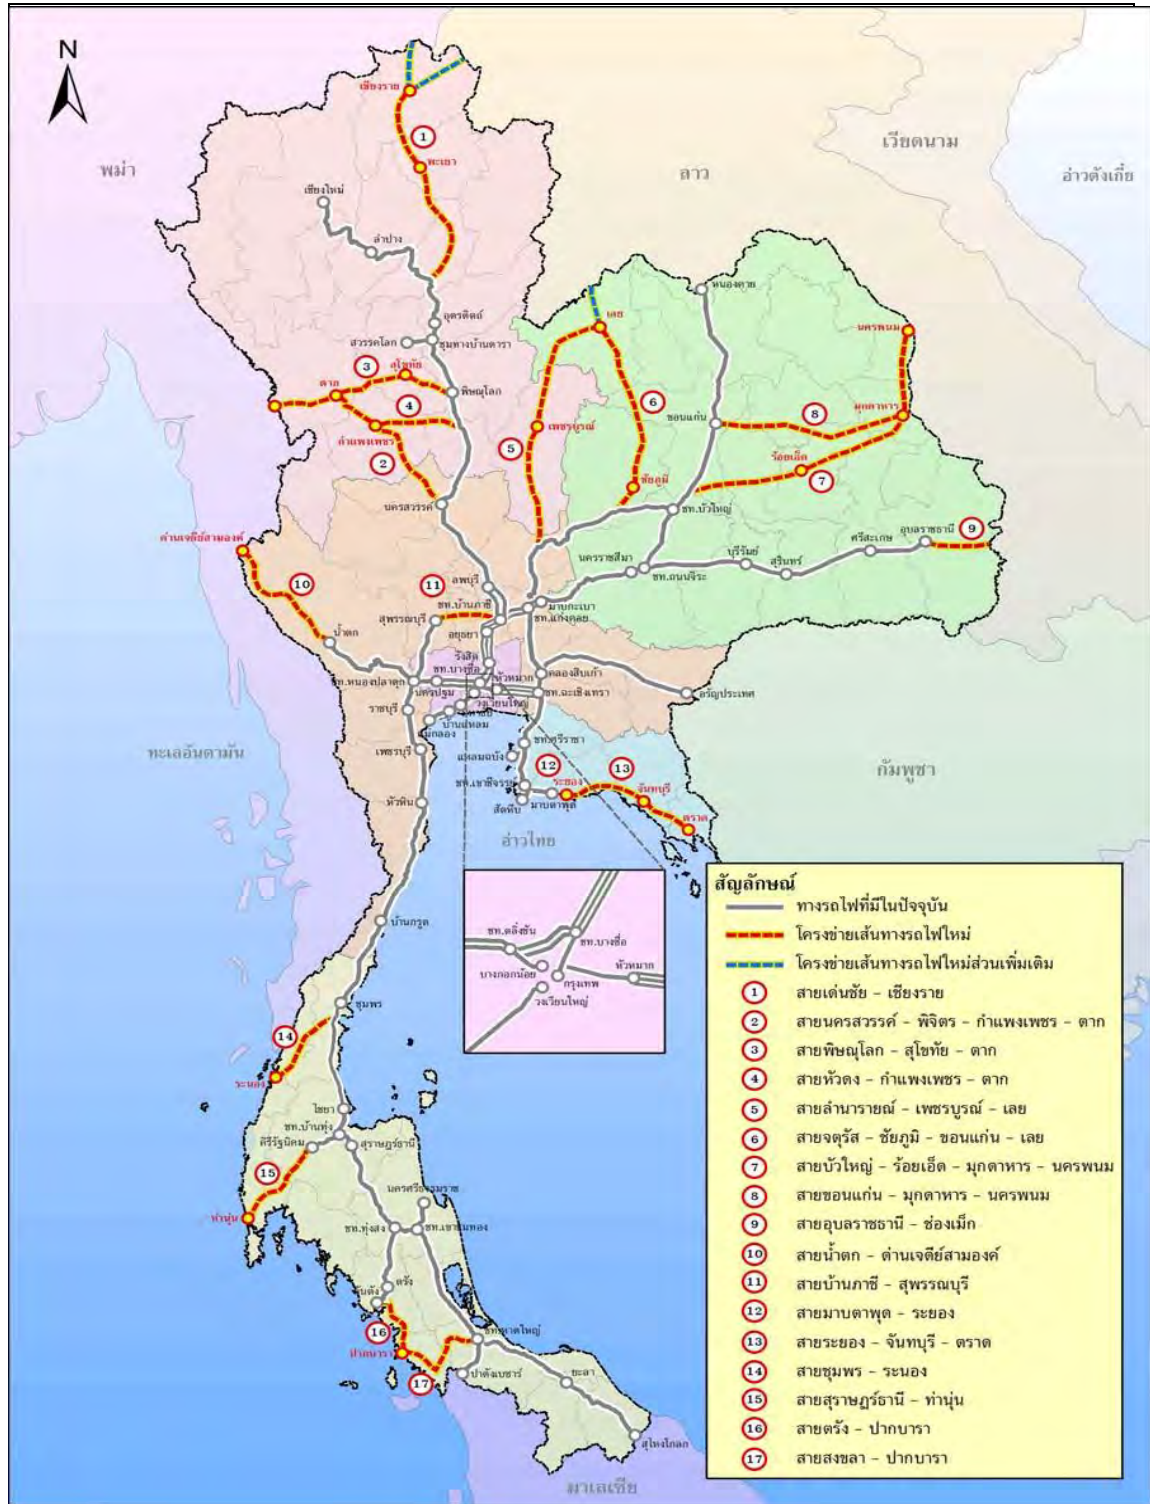 N
เชียงราย
1
พะเยา
พม่า
ลาว
เวียดนาม
อ่าวตังเกี๋ย
เชียงใหม่
ลำปาง
อุตรดิตถ์
สวรรคโลก
ชุมทางบ้านดารา
3
สุโขทัย
ตาก
พิษณุโลก
4
กำแพงเพชร
2
นครสวรรค์
หนองคาย
เลย
นครพนม
6
ขอนแก่น
8
มุกดาหาร
เพชรบูรณ์
5
ร้อยเอ็ด
7
ชัยภูมิ
ชท.บัวใหญ่
อุบลราชธานี
9
ศรีสะเกษ
บุรีรัมย์
สุรินทร์
นครราชสีมา
ชท.ถนนจิระ
ด่านเจดีย์สามองค์
10
11
ลพบุรี
ชท.บ้านภาชี
สุพรรณบุรี
อยุธยา
มาบกะเบา
ชท.แก่งคอย
น้ำตก
รังสิต
ชท.บางซื่อ
หัวหมาก
คลองสิบเก้า
ชท.หนองปลาดุก
นครปฐม
วงเวียนใหญ่
ชท.ฉะเชิงเทรา
อรัญประเทศ
ราชบุรี
บ้านแหลม
แม่กลอง
เพชรบุรี
ชท.ศรีราชา
แหลมฉบัง
12
13
ชท.เขาชีจรรย์
ระยอง
จันทบุรี
สัตหีบ
มาบตาพุด
ตราด
หัวหิน
ทะเลอันดามัน
อ่าวไทย
กัมพูชา
บ้านกรูด
ชท.ตลิ่งชัน
ชท.บางซื่อ
บางกอกน้อย
กรุงเทพ
หัวหมาก
วงเวียนใหญ่
ชุมพร
14
ระนอง
ไชยา
ชท.บ้านทุ่งโพธิ์
คีรีรัฐนิคม
สุราษฎร์ธานี
15
นครศรีธรรมราช
ท่านุ่น
ชท.ทุ่งสง
ชท.เขาชุมทอง
ตรัง
กันตัง
16
ชท.หาดใหญ่
ปากบารา
17
ปาดังเบซาร์
ยะลา
สุไหงโกลก
มาเลเซีย
สัญลักษณ์
ทางรถไฟที่มีในปัจจุบัน
โครงข่ายเส้นทางรถไฟใหม่
โครงข่ายเส้นทางรถไฟใหม่ส่วนเพิ่มเติม
1 สายเด่นชัย - เชียงราย
2 สายนครสวรรค์ - พิจิตร - กำแพงเพชร - ตาก
3 สายพิษณุโลก - สุโขทัย - ตาก
4 สายหัวดง - กำแพงเพชร - ตาก
5 สายลำนารายณ์ - เพชรบูรณ์ - เลย
6 สายจตุรัส - ชัยภูมิ - ขอนแก่น - เลย
7 สายบัวใหญ่ - ร้อยเอ็ด - มุกดาหาร - นครพนม
8 สายขอนแก่น - มุกดาหาร - นครพนม
9 สายอุบลราชธานี - ช่องเม็ก
10 สายน้ำตก - ด่านเจดีย์สามองค์
11 สายบ้านภาชี - สุพรรณบุรี
12 สายมาบตาพุด - ระยอง
13 สายระยอง - จันทบุรี - ตราด
14 สายชุมพร - ระนอง
15 สายสุราษฎร์ธานี - ท่านุ่น
16 สายตรัง - ปากบารา
17 สายสงขลา - ปากบารา